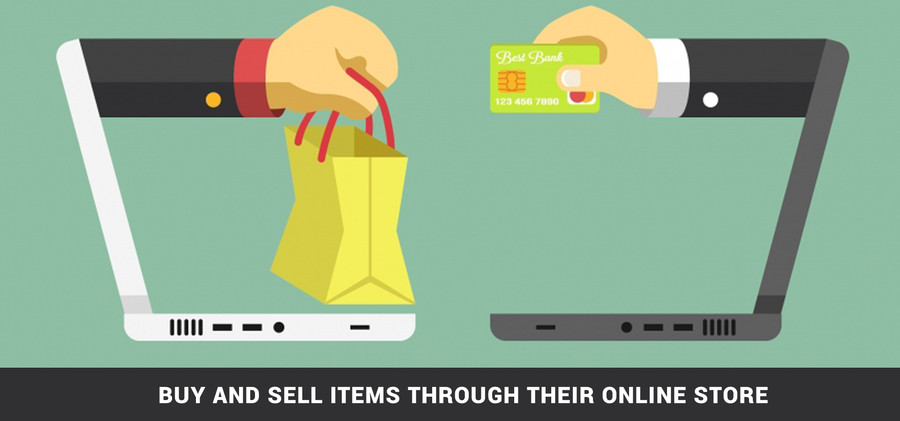 Best Bank
123 456 7890
BUY AND SELL ITEMS THROUGH THEIR ONLINE STORE